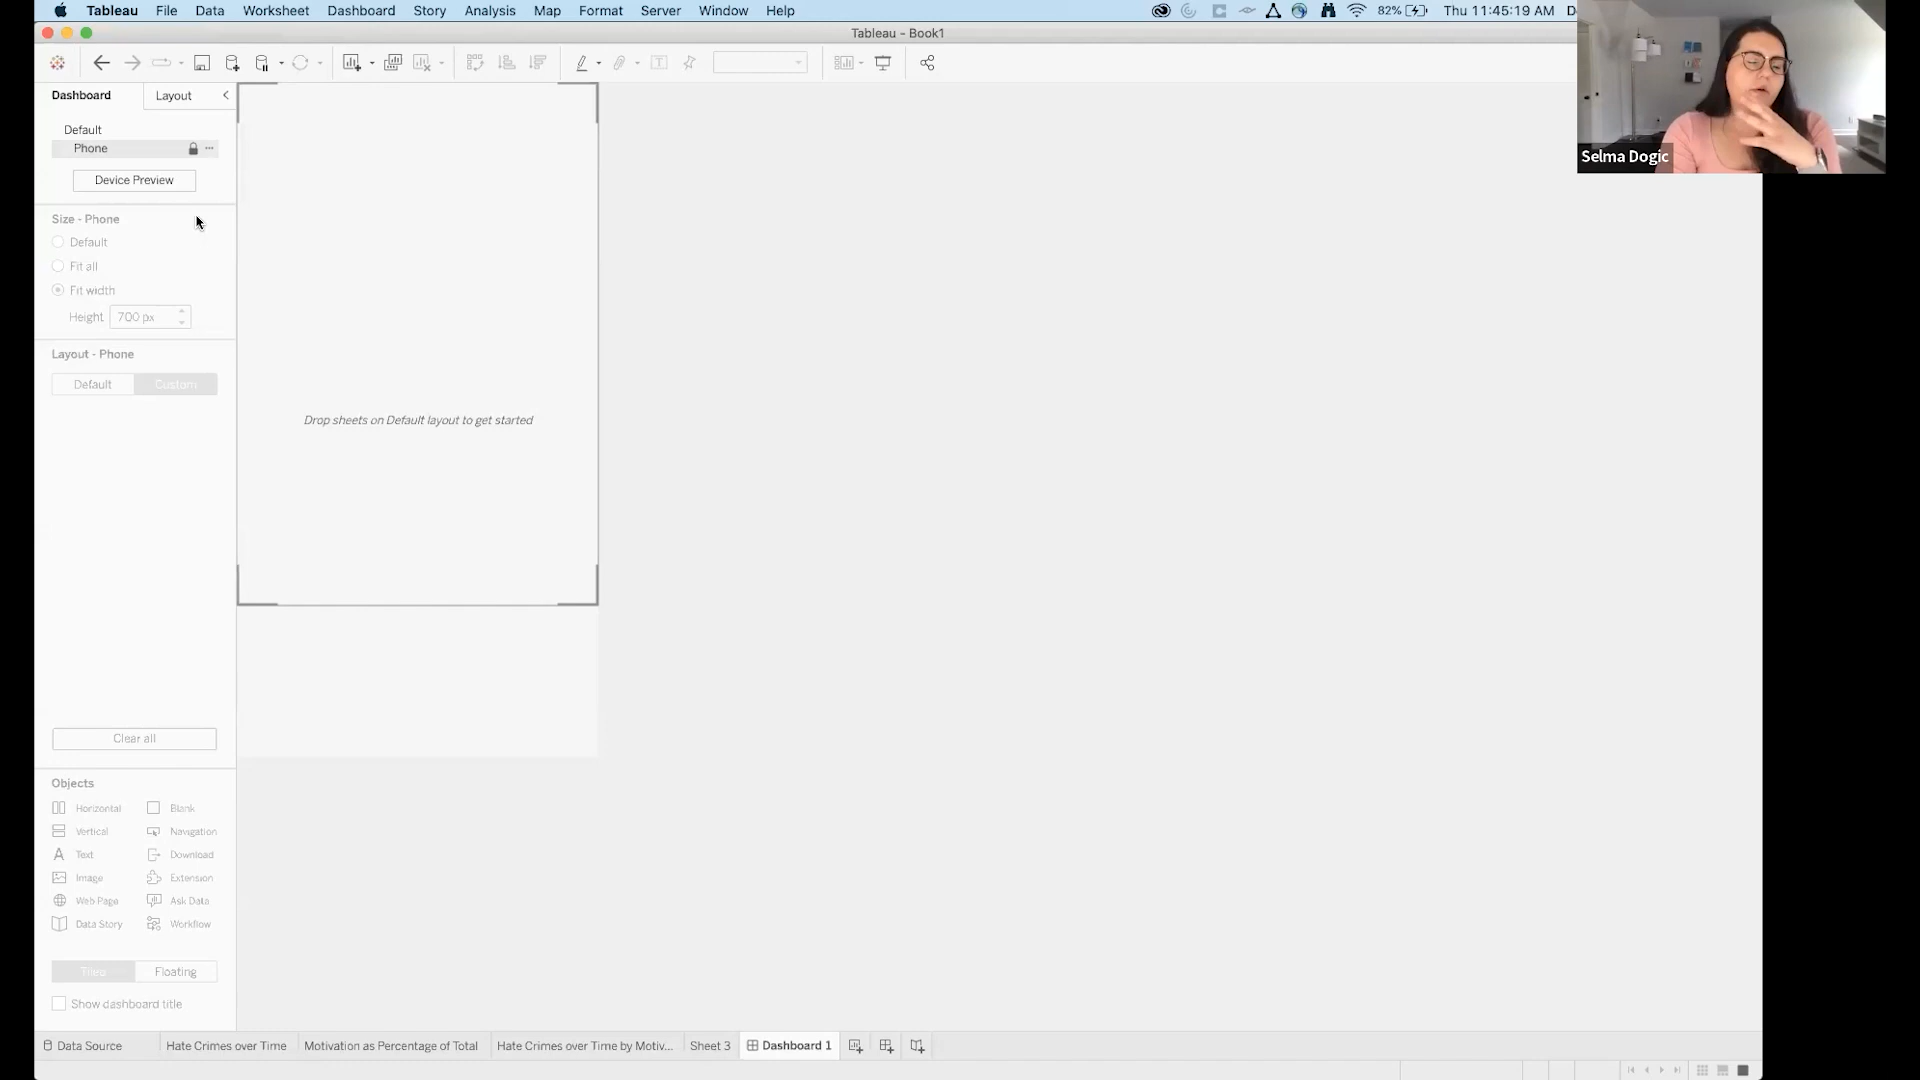 Tableau File Data Worksheet Dashboard Story Analysis Map Format Server Window Help 82% Thu 11:45:19 AM D
Tableau - Book1
Dashboard Layout
Default
Phone
Device Preview
Size - Phone
Default
Fit all
Fit width
Height 700 px
Layout - Phone
Default Custom
Drop sheets on Default layout to get started
Clear all
Objects
Horizontal Blank
Vertical Navigation
Text Download
Image Extension
Web Page Ask Data
Data Story Workflow
Tiled Floating
Show dashboard title
Data Source Hate Crimes over Time Motivation as Percentage of Total Hate Crimes over Time by Motiv... Sheet 3 Dashboard 1
Selma Dogic